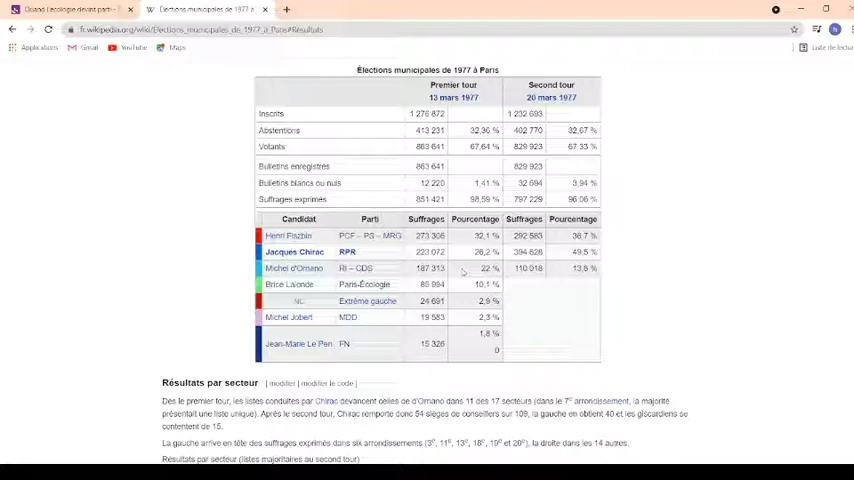 Quand l'écologie devant parti -
Élections municipales de 1977 à
fr.wikipedia.org/wiki/Élections_municipales_de_1977_à_Paris#Résultats
Applications Gmail YouTube Maps Liste de lecture
Élections municipales de 1977 à Paris
Premier tour Second tour
13 mars 1977 20 mars 1977
Inscrits 1 276 872 1 232 693
Abstentions 413 231 32,36 % 402 770 32,67 %
Votants 863 641 67,64 % 829 923 67,33 %
Bulletins enregistrés 863 641 829 923
Bulletins blancs ou nuls 12 220 1,41 % 32 694 3,94 %
Suffrages exprimés 851 421 98,59 % 797 229 96,06 %
Candidat Parti Suffrages Pourcentage Suffrages Pourcentage
Henri Fiszbin PCF – PS – MRG 273 306 32,1 % 292 583 36,7 %
Jacques Chirac RPR 223 072 26,2 % 394 628 49,5 %
Michel d'Ornano RI – CDS 187 313 22 % 110 018 13,8 %
Brice Lalonde Paris-Écologie 85 994 10,1 %
NC Extrême gauche 24 691 2,9 %
Michel Jobert MDD 19 583 2,3 %
Jean-Marie Le Pen FN 15 326 1,8 %
0
Résultats par secteur [ modifier | modifier le code ]
Dès le premier tour, les listes conduites par Chirac devancent celles de d'Ornano dans 11 des 17 secteurs (dans le 7e arrondissement, la majorité
présentait une liste unique). Après le second tour, Chirac remporte donc 54 sièges de conseillers sur 109, la gauche en obtient 40 et les giscardiens se
contentent de 15.
La gauche arrive en tête des suffrages exprimés dans six arrondissements (3e, 11e, 13e, 18e, 19e et 20e), la droite dans les 14 autres.
Résultats par secteur (listes majoritaires au second tour)